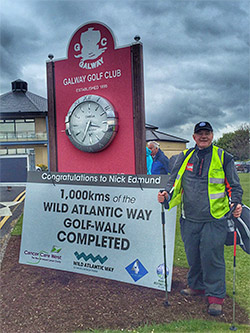 G C
GALWAY
GALWAY GOLF CLUB
ESTABLISHED 1895
Congratulations to Nick Edmund
1,000kms of the
WILD ATLANTIC WAY
GOLF-WALK
COMPLETED
Cancer Care West
WILD ATLANTIC WAY